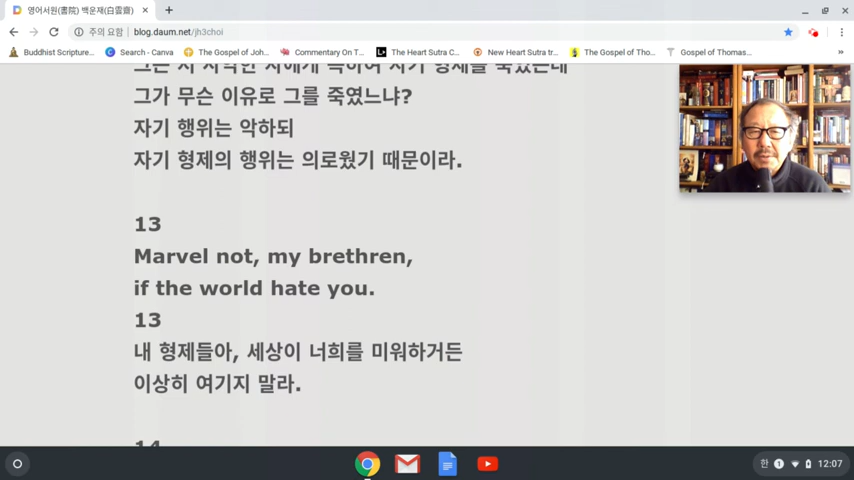 영어서원(書院) 백운재(白雲齋)
주의 요함
blog.daum.net/jh3choi
Buddhist Scripture...
Search - Canva
The Gospel of Joh...
Commentary On T...
The Heart Sutra C...
New Heart Sutra tr...
The Gospel of Tho...
Gospel of Thomas...
그가 무슨 이유로 그를 죽였느냐?
자기 행위는 악하되
자기 형제의 행위는 의로웠기 때문이라.
13
Marvel not, my brethren,
if the world hate you.
13
내 형제들아, 세상이 너희를 미워하거든
이상히 여기지 말라.
14
한
1
12:07